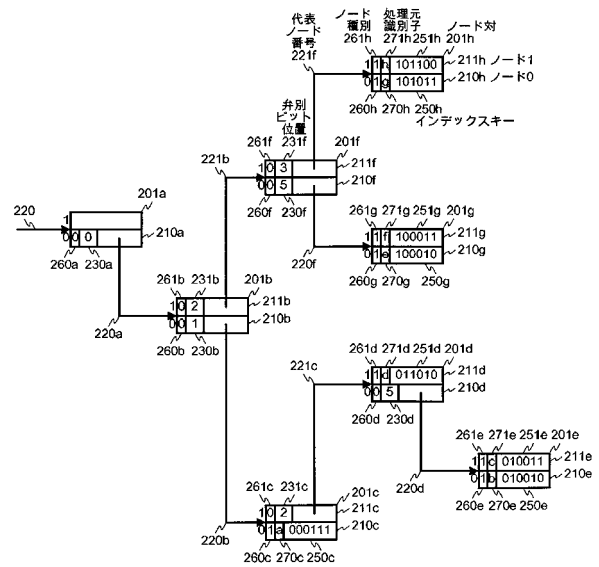 代表
ノード
番号
221f
ノード
種別
261h
処理元
識別子
271h 251h
ノード対
201h
1 1 h 101100
211h ノード1
0 1 g 101011
210h ノード0
260h 270h 250h
インデックスキー
弁別
ビット
位置
261f 231f 201f
1 0 3
211f
0 0 5
210f
260f 230f
221b
261g 271g 251g 201g
1 1 f 100011
211g
0 1 e 100010
210g
260g 270g 250g
220f
201a
220
1
0 0 0
210a
260a 230a
261b 231b 201b
1 0 2
211b
0 0 1
210b
260b 230b
220a
221c
261d 271d 251d 201d
1 1 d 011010
211d
0 0 5
210d
260d 230d
261e 271e 251e 201e
1 1 c 010011
211e
0 1 b 010010
210e
260e 270e 250e
220d
261c 231c 201c
1 0 2
211c
0 1 a 000111
210c
260c 270c 250c
220b